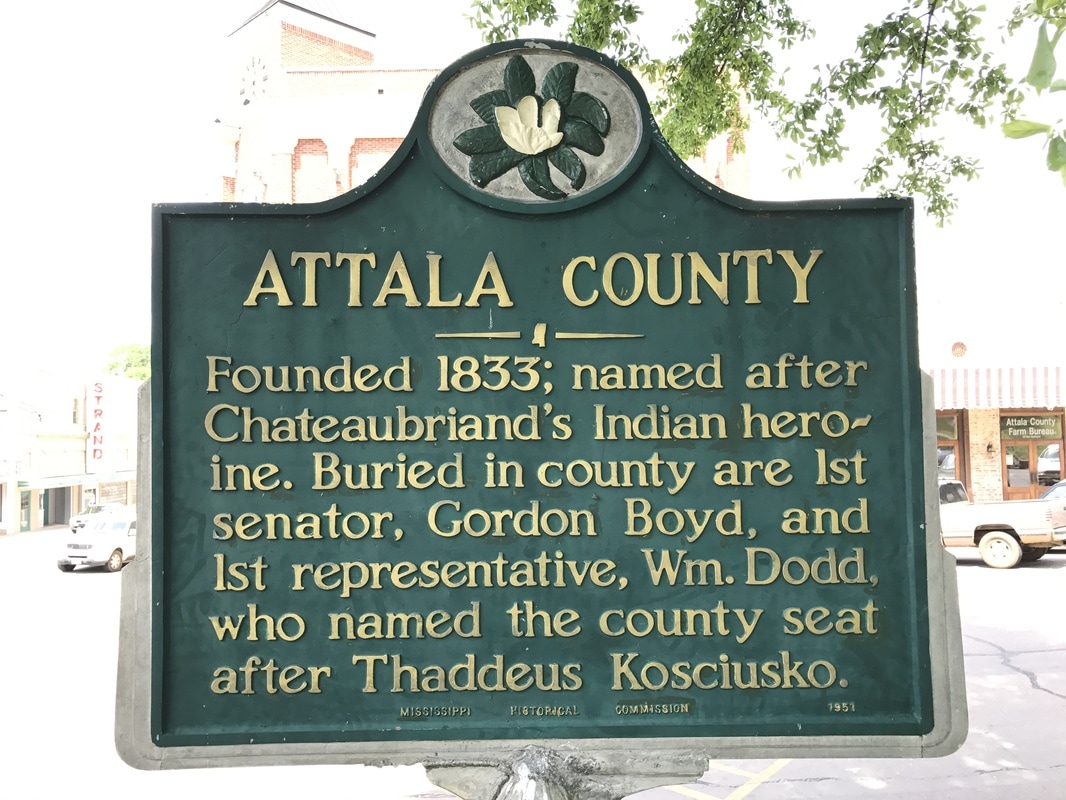 ATTALA COUNTY
Founded 1833; named after
Chateaubriand's Indian hero-
ine. Buried in county are 1st
senator, Gordon Boyd, and
1st representative, Wm. Dodd,
who named the county seat
after Thaddeus Kosciusko.
MISSISSIPPI HISTORICAL COMMISSION 1951
STRAND
Attala County
Farm Bureau.